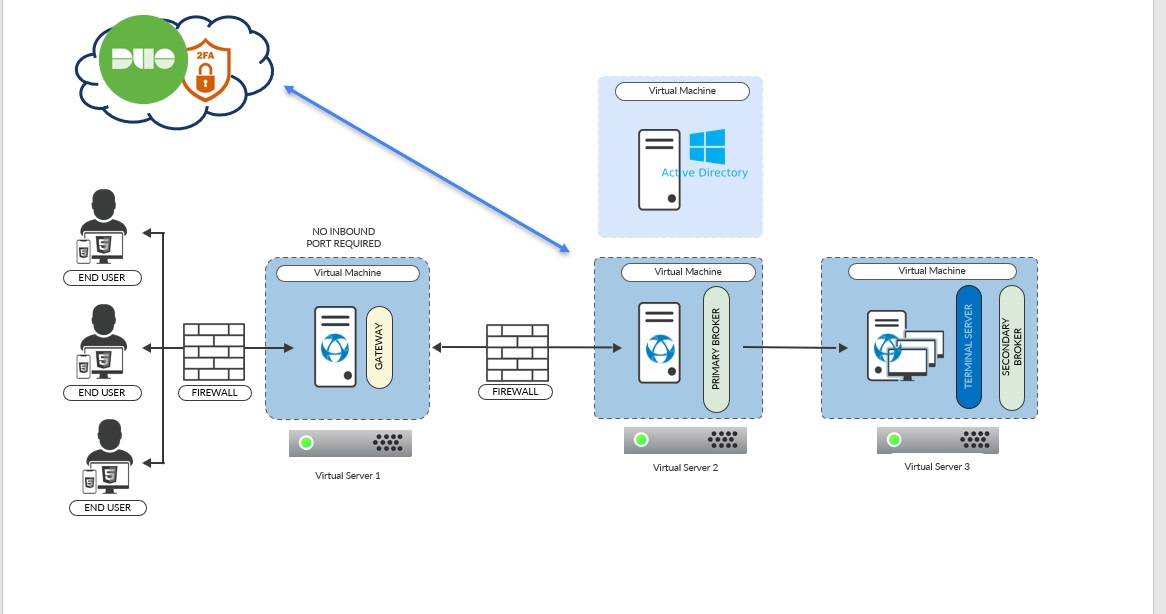 DUO
2FA
Virtual Machine
Active Directory
NO INBOUND
PORT REQUIRED
END USER
END USER
END USER
FIREWALL
Virtual Machine
GATEWAY
Virtual Server 1
FIREWALL
Virtual Machine
PRIMARY BROKER
Virtual Server 2
Virtual Machine
TERMINAL SERVER
SECONDARY
BROKER
Virtual Server 3